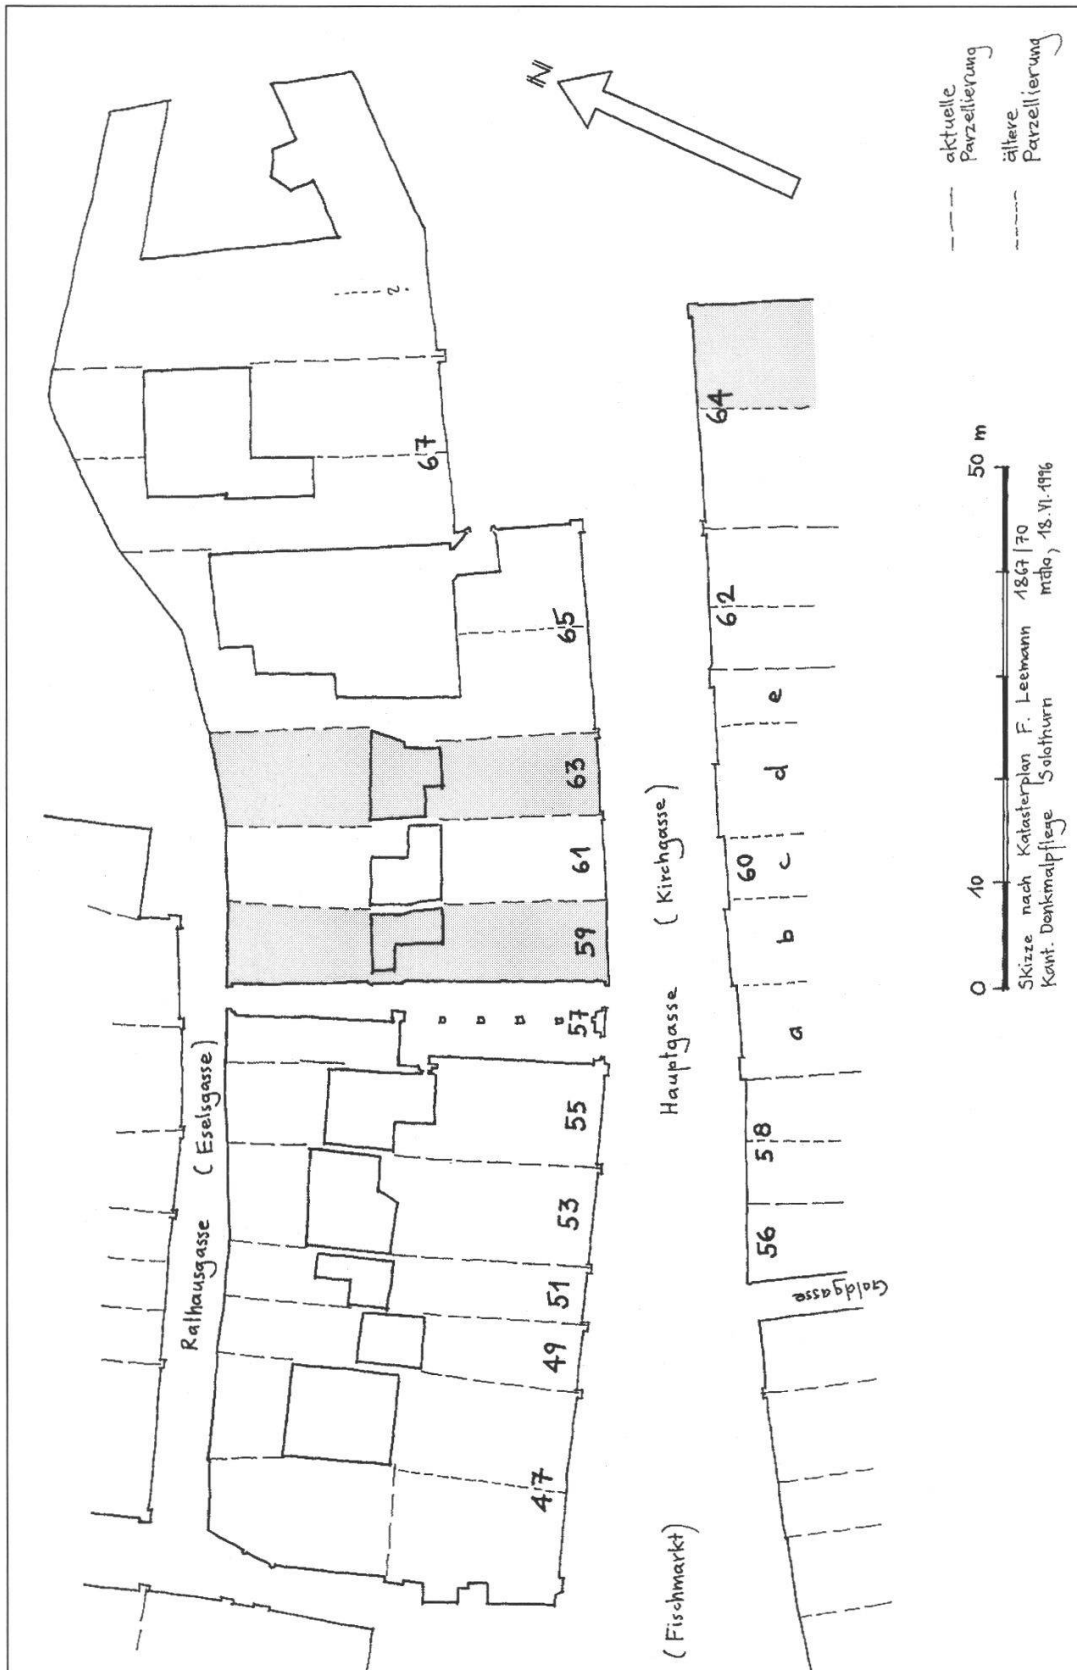 N
aktuelle
Parzellierung
ältere
Parzellierung
?
67
64
65
62
63
61
60
59
57
55
53
51
49
47
58
56
e
d
c
b
a
Rathausgasse (Eselsgasse)
Hauptgasse (Kirchgasse)
(Fischmarkt)
Goldgasse
0 10 50 m
Skizze nach Katasterplan F. Leemann 1867/70
Kant. Denkmalpflege Solothurn 18.VI.1996